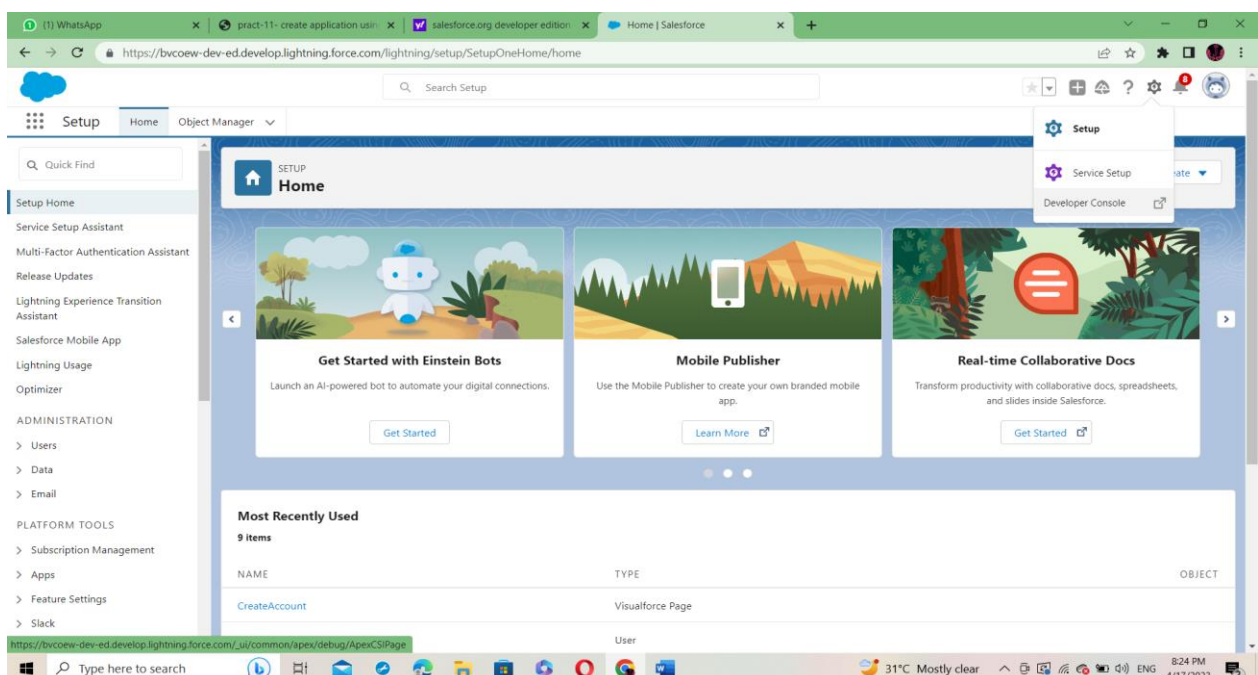 (1) WhatsApp
pract-11- create application usin
salesforce.org developer edition
Home | Salesforce
https://bvcoew-dev-ed.develop.lightning.force.com/lightning/setup/SetupOneHome/home
Search Setup
8
Setup
Home
Object Manager
Setup
Service Setup
Developer Console
Quick Find
SETUP
Home
Setup Home
Service Setup Assistant
Multi-Factor Authentication Assistant
Release Updates
Lightning Experience Transition
Assistant
Salesforce Mobile App
Lightning Usage
Optimizer
ADMINISTRATION
Users
Data
Email
PLATFORM TOOLS
Subscription Management
Apps
Feature Settings
Slack
Get Started with Einstein Bots
Launch an AI-powered bot to automate your digital connections.
Get Started
Mobile Publisher
Use the Mobile Publisher to create your own branded mobile
app.
Learn More
Real-time Collaborative Docs
Transform productivity with collaborative docs, spreadsheets,
and slides inside Salesforce.
Get Started
Most Recently Used
9 items
NAME TYPE OBJECT
CreateAccount Visualforce Page
User
https://bvcoew-dev-ed.develop.lightning.force.com/_ui/common/apex/debug/ApexCSIPage
Type here to search
31°C Mostly clear
ENG
8:24 PM